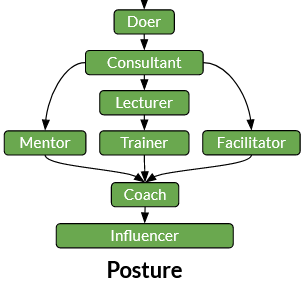 Doer
Consultant
Lecturer
Mentor
Trainer
Facilitator
Coach
Influencer
Posture